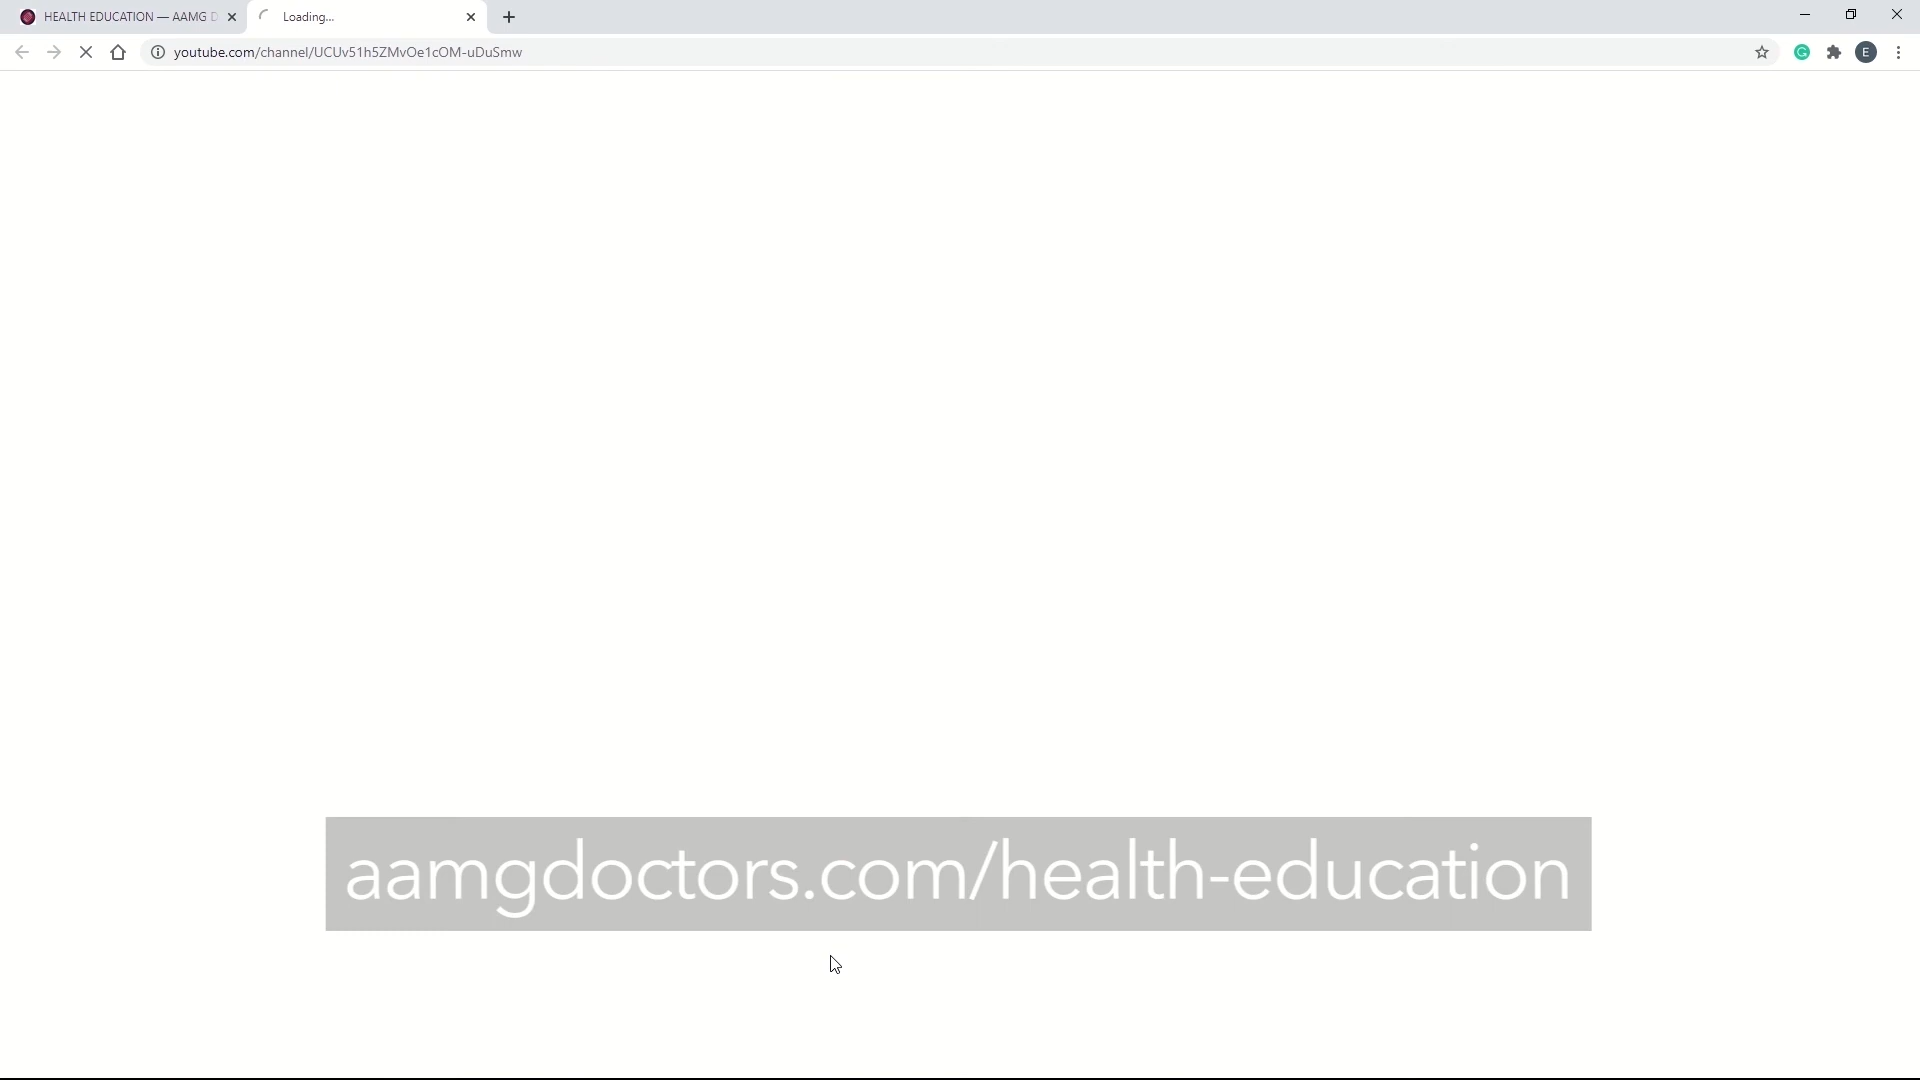 HEALTH EDUCATION — AAMG D
Loading...
youtube.com/channel/UCUv51h5ZMvOe1cOM-uDuSmw
E
aamgdoctors.com/health-education